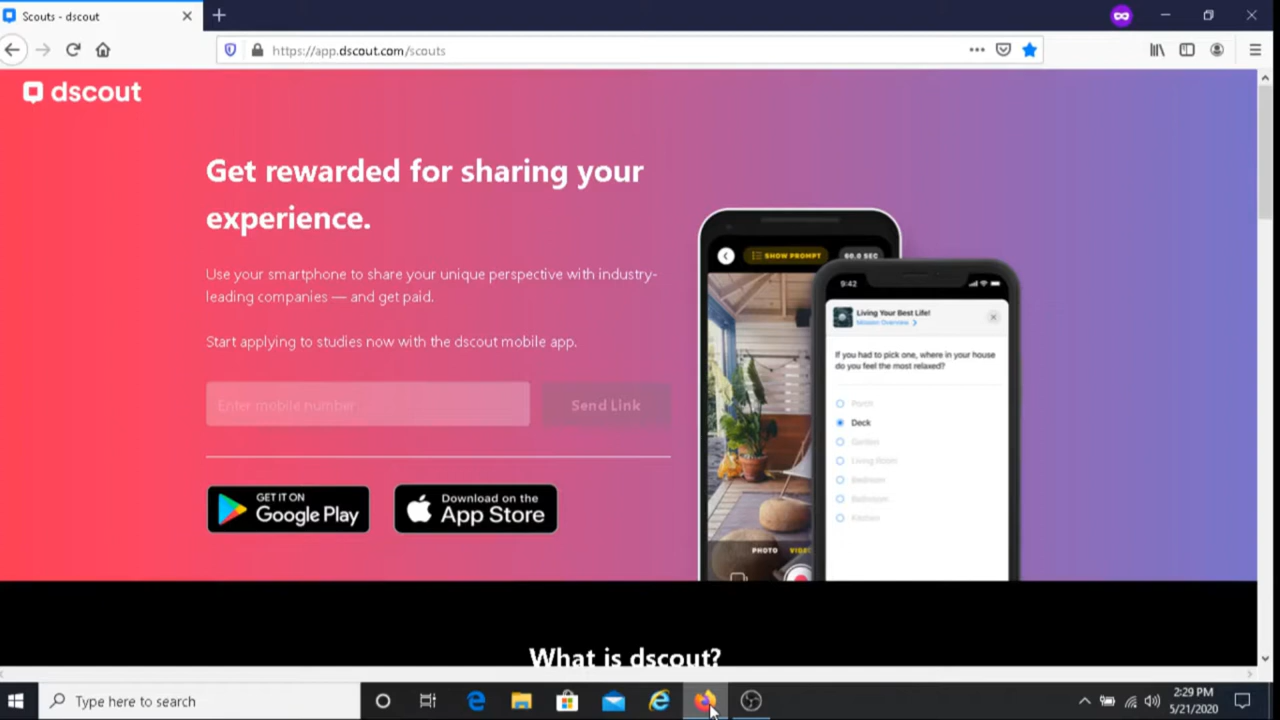 Scouts - dscout
https://app.dscout.com/scouts
dscout
Get rewarded for sharing your
experience.
Use your smartphone to share your unique perspective with industry-
leading companies — and get paid.
Start applying to studies now with the dscout mobile app.
Enter mobile number
Send Link
GET IT ON
Google Play
Download on the
App Store
SHOW PROMPT
60.0 SEC
PHOTO
VIDEO
9:42
Living Your Best Life!
Mission Overview >
If you had to pick one, where in your house
do you feel the most relaxed?
Porch
Deck
Garden
Living Room
Bedroom
Bathroom
Kitchen
What is dscout?
Type here to search
2:29 PM
5/21/2020